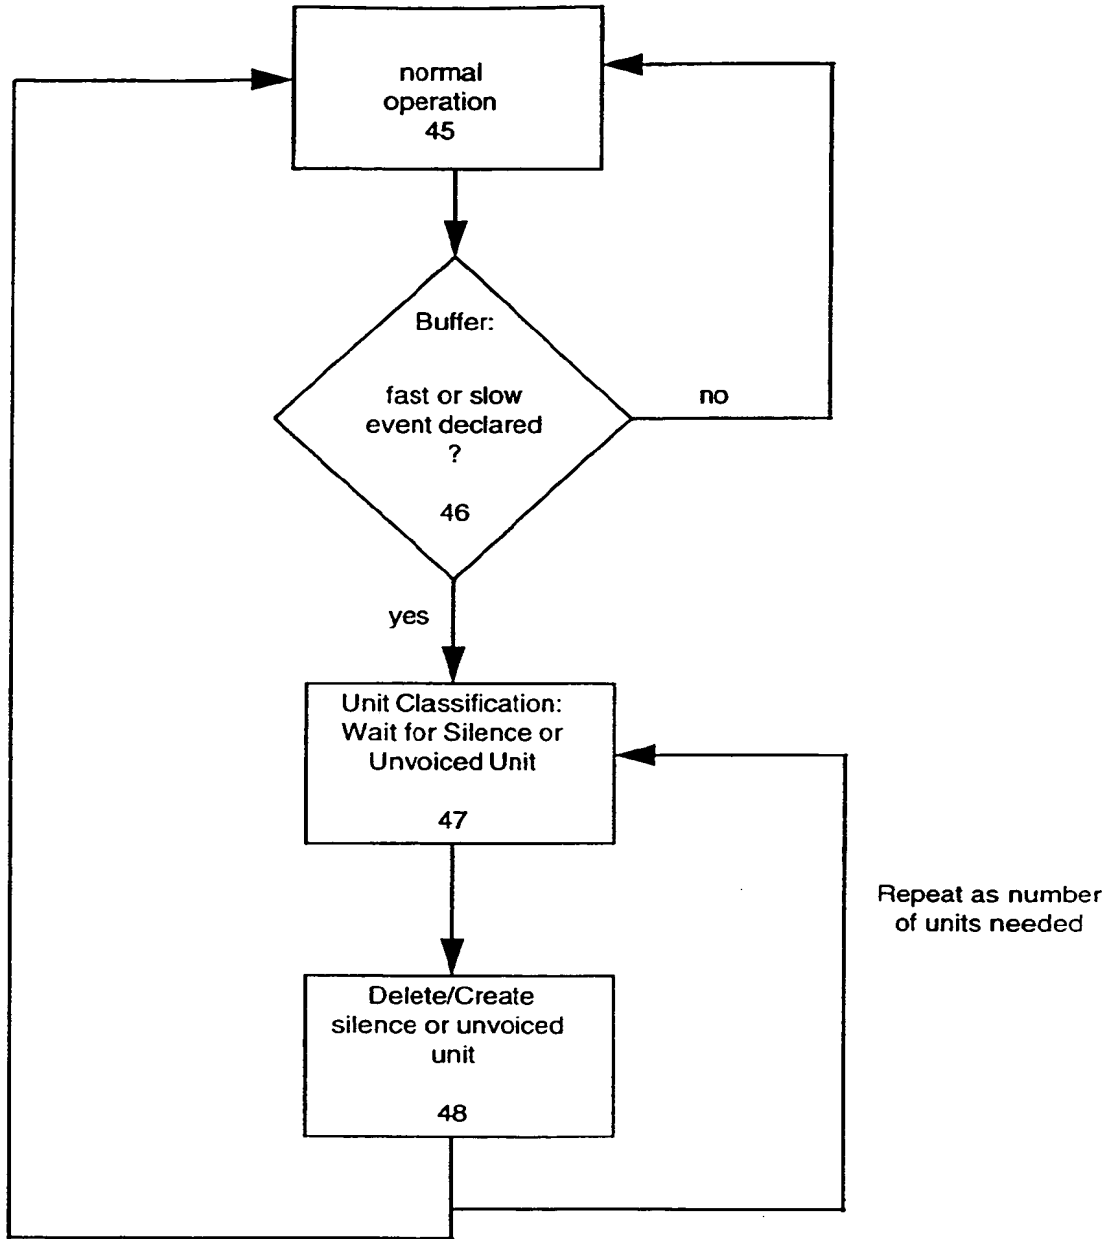 normal
operation
45
Buffer:
fast or slow
event declared
?
46
no
yes
Unit Classification:
Wait for Silence or
Unvoiced Unit
47
Repeat as number
of units needed
Delete/Create
silence or unvoiced
unit
48